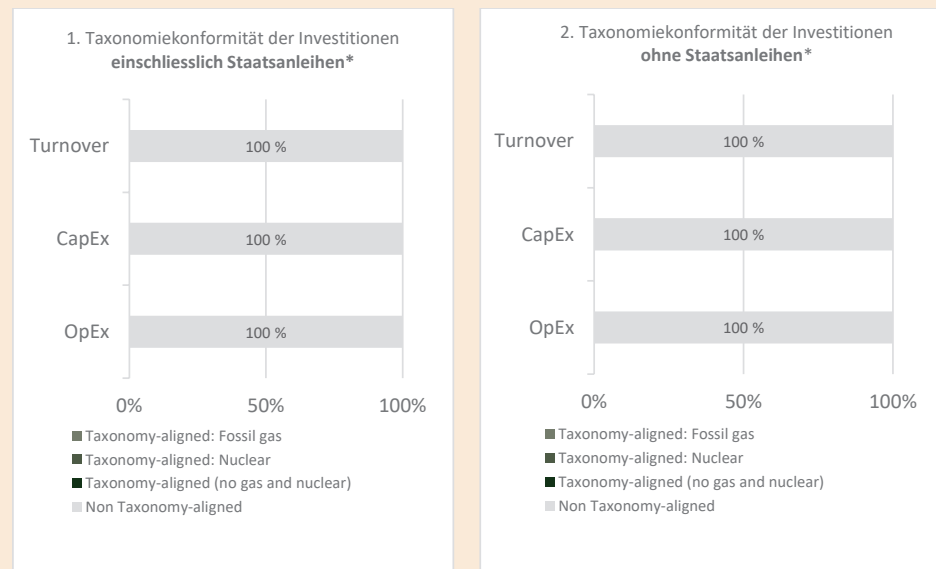 1. Taxonomiekonformität der Investitionen
einschliesslich Staatsanleihen*
Turnover
100 %
CapEx
100 %
OpEx
100 %
0%
50%
100%
Taxonomy-aligned: Fossil gas
Taxonomy-aligned: Nuclear
Taxonomy-aligned (no gas and nuclear)
Non Taxonomy-aligned
2. Taxonomiekonformität der Investitionen
ohne Staatsanleihen*
Turnover
100 %
CapEx
100 %
OpEx
100 %
0%
50%
100%
Taxonomy-aligned: Fossil gas
Taxonomy-aligned: Nuclear
Taxonomy-aligned (no gas and nuclear)
Non Taxonomy-aligned